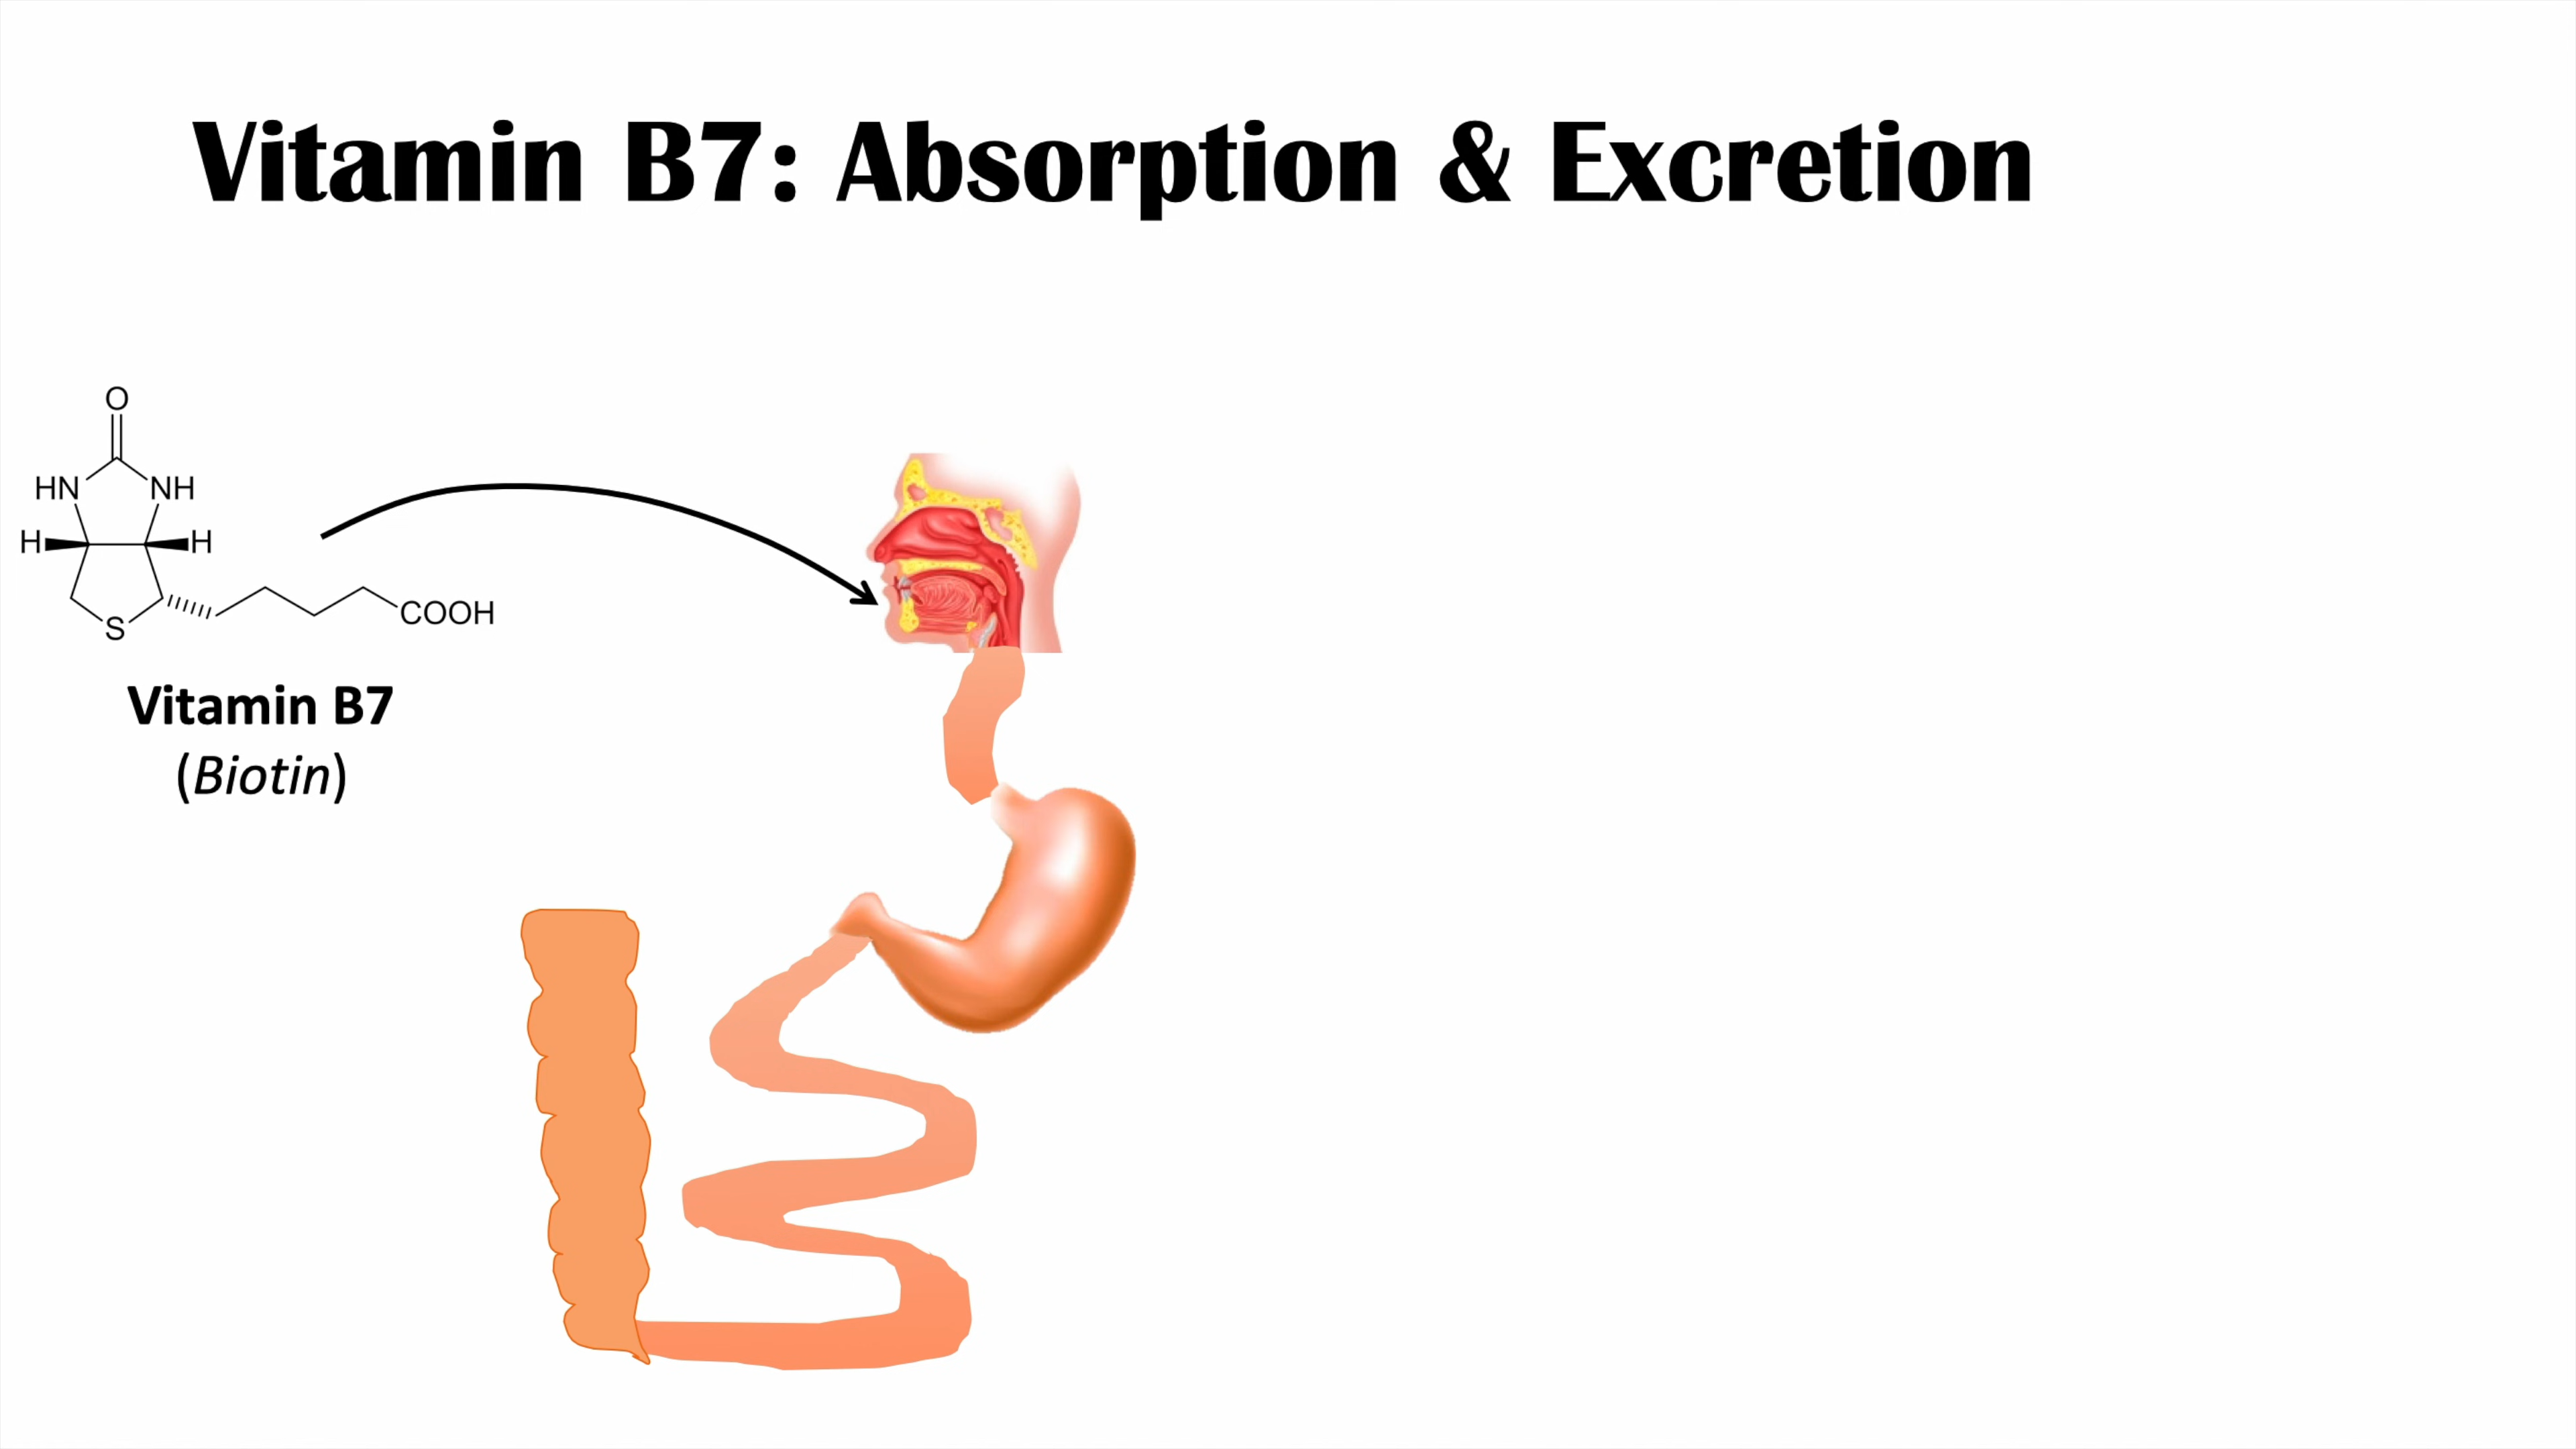 Vitamin B7: Absorption & Excretion
O
HN NH
H H
S COOH
Vitamin B7
(Biotin)